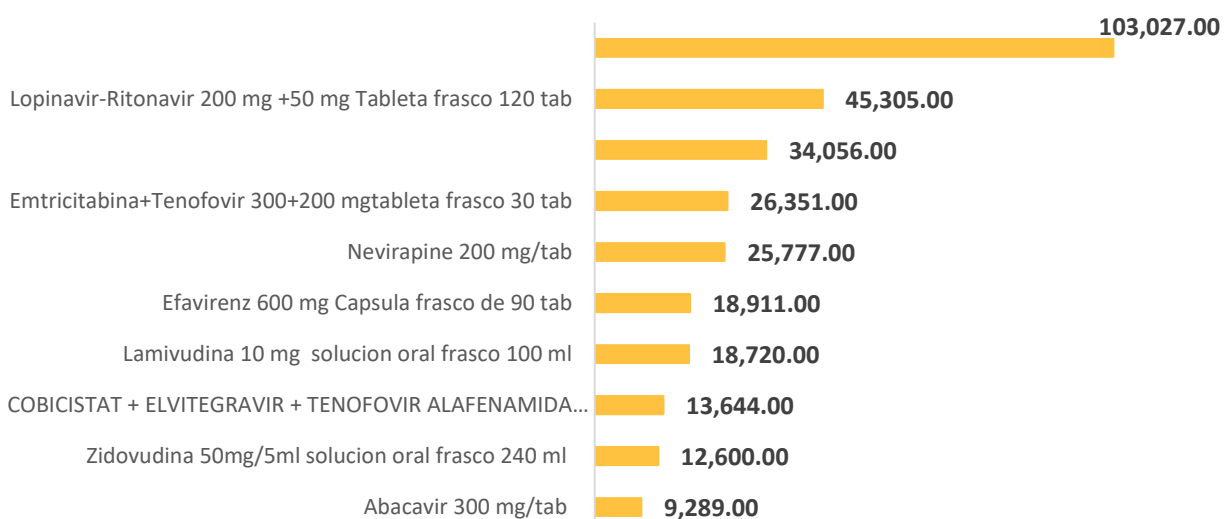 103,027.00
Lopinavir-Ritonavir 200 mg +50 mg Tableta frasco 120 tab 45,305.00
34,056.00
Emtricitabina+Tenofovir 300+200 mgtableta frasco 30 tab 26,351.00
Nevirapine 200 mg/tab 25,777.00
Efavirenz 600 mg Capsula frasco de 90 tab 18,911.00
Lamivudina 10 mg solucion oral frasco 100 ml 18,720.00
COBICISTAT + ELVITEGRAVIR + TENOFOVIR ALAFENAMIDA… 13,644.00
Zidovudina 50mg/5ml solucion oral frasco 240 ml 12,600.00
Abacavir 300 mg/tab 9,289.00